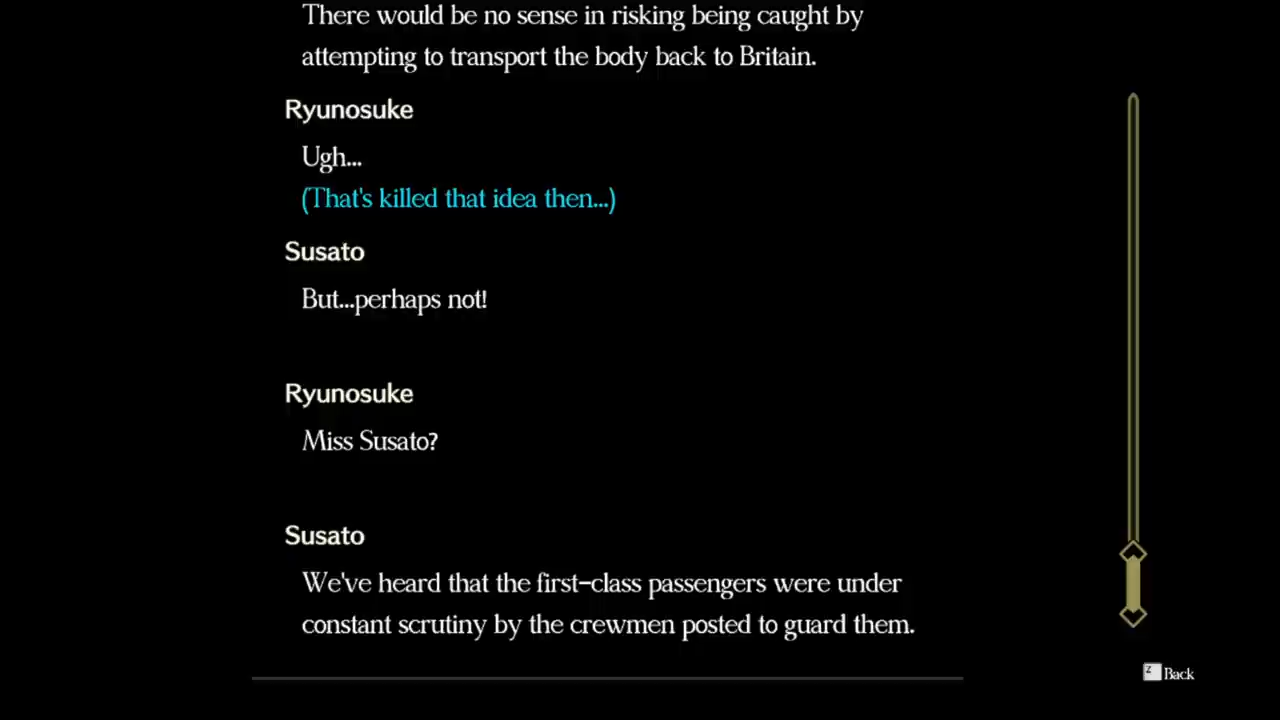 There would be no sense in risking being caught by
attempting to transport the body back to Britain.
Ryunosuke
Ugh...
(That's killed that idea then...)
Susato
But...perhaps not!
Ryunosuke
Miss Susato?
Susato
We've heard that the first-class passengers were under
constant scrutiny by the crewmen posted to guard them.
Z Back